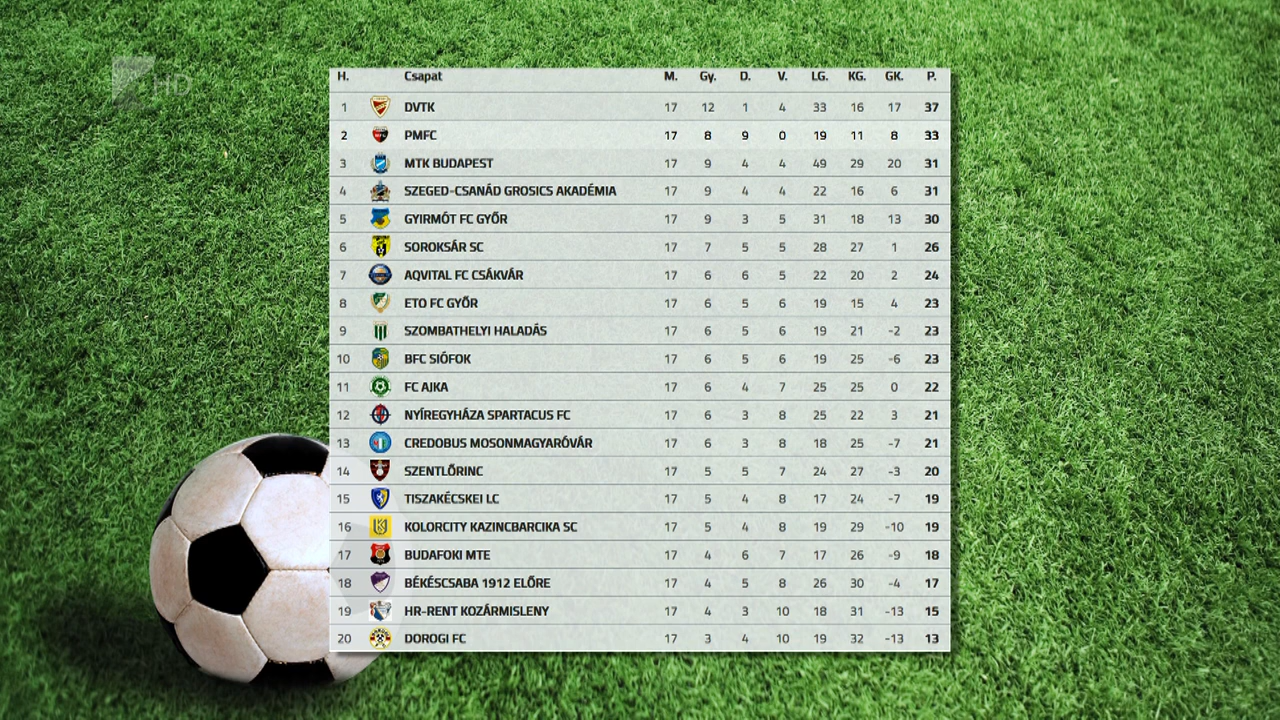 HD
H. Csapat M. Gy. D. V. LG. KG. GK. P.
1 DVTK 17 12 1 4 33 16 17 37
2 PMFC 17 8 9 0 19 11 8 33
3 MTK BUDAPEST 17 9 4 4 49 29 20 31
4 SZEGED-CSANÁD GROSICS AKADÉMIA 17 9 4 4 22 16 6 31
5 GYIRMÓT FC GYŐR 17 9 3 5 31 18 13 30
6 SOROKSÁR SC 17 7 5 5 28 27 1 26
7 AQVITAL FC CSÁKVÁR 17 6 6 5 22 20 2 24
8 ETO FC GYŐR 17 6 5 6 19 15 4 23
9 SZOMBATHELYI HALADÁS 17 6 5 6 19 21 -2 23
10 BFC SIÓFOK 17 6 5 6 19 25 -6 23
11 FC AJKA 17 6 4 7 25 25 0 22
12 NYÍREGYHÁZA SPARTACUS FC 17 6 3 8 25 22 3 21
13 CREDOBUS MOSONMAGYARÓVÁR 17 6 3 8 18 25 -7 21
14 SZENTLŐRINC 17 5 5 7 24 27 -3 20
15 TISZAKÉCSKEI LC 17 5 4 8 17 24 -7 19
16 KOLORCITY KAZINCBARCIKA SC 17 5 4 8 19 29 -10 19
17 BUDAFOKI MTE 17 4 6 7 17 26 -9 18
18 BÉKÉSCSABA 1912 ELŐRE 17 4 5 8 26 30 -4 17
19 HR-RENT KOZÁRMISLENY 17 4 3 10 18 31 -13 15
20 DOROGI FC 17 3 4 10 19 32 -13 13